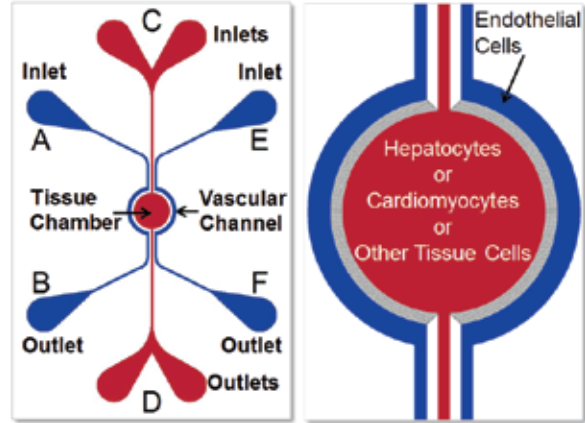 C
Inlets
Inlet
Inlet
A
E
Tissue
Chamber
Vascular
Channel
B
F
Outlet
Outlet
D
Outlets
Endothelial
Cells
Hepatocytes
or
Cardiomyocytes
or
Other Tissue Cells